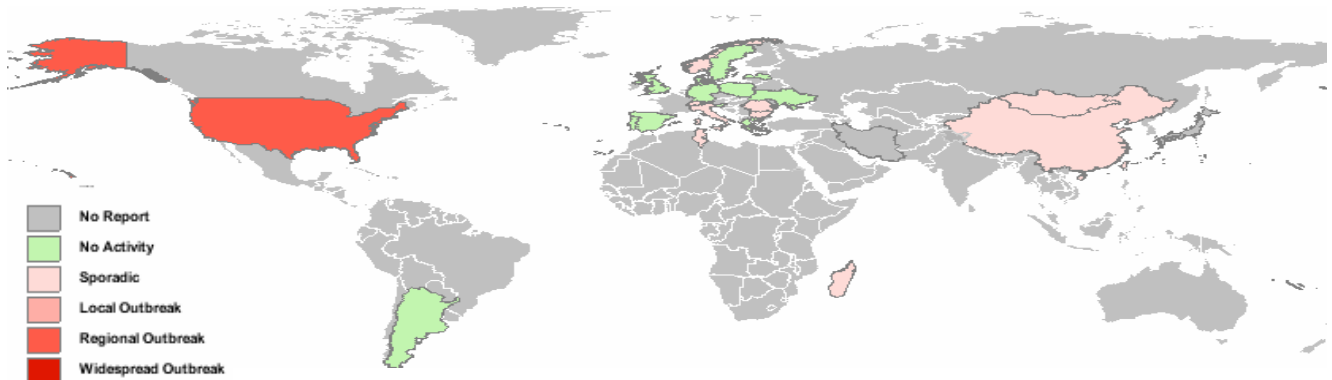 No Report
No Activity
Sporadic
Local Outbreak
Regional Outbreak
Widespread Outbreak